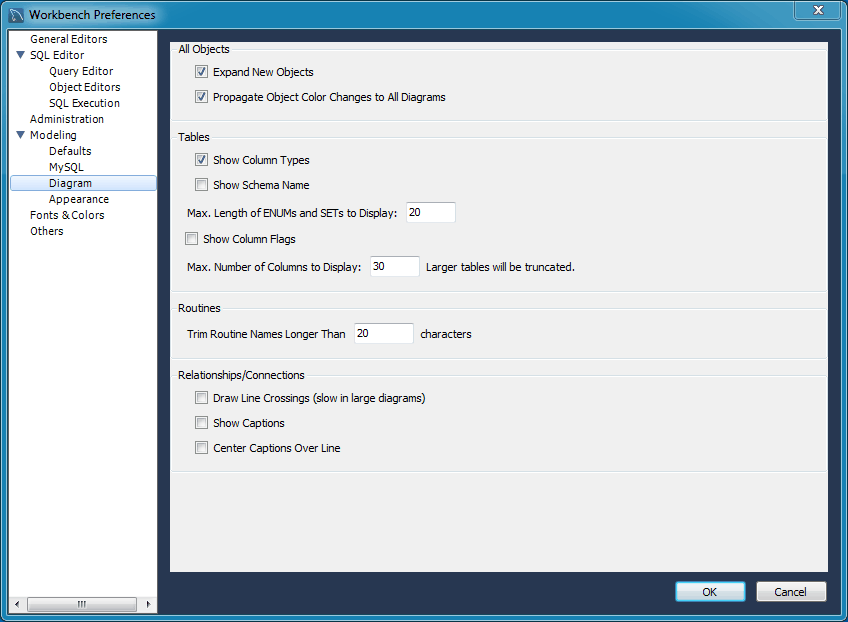 Workbench Preferences
General Editors
SQL Editor
Query Editor
Object Editors
SQL Execution
Administration
Modeling
Defaults
MySQL
Diagram
Appearance
Fonts & Colors
Others
All Objects
Expand New Objects
Propagate Object Color Changes to All Diagrams
Tables
Show Column Types
Show Schema Name
Max. Length of ENUMs and SETs to Display: 20
Show Column Flags
Max. Number of Columns to Display: 30 Larger tables will be truncated.
Routines
Trim Routine Names Longer Than 20 characters
Relationships/Connections
Draw Line Crossings (slow in large diagrams)
Show Captions
Center Captions Over Line
OK Cancel